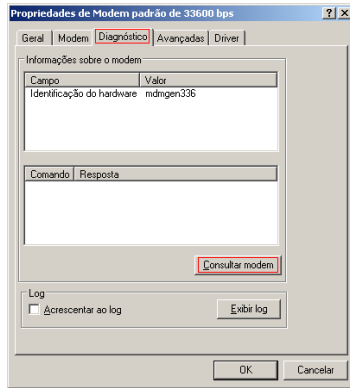 Propriedades de Modem padrão de 33600 bps
Geral Modem Diagnóstico Avançadas Driver
Informações sobre o modem
Campo Valor
Identificação do hardware mdmgen336
Comando Resposta
Consultar modem
Log
Acrescentar ao log Exibir log
OK Cancelar